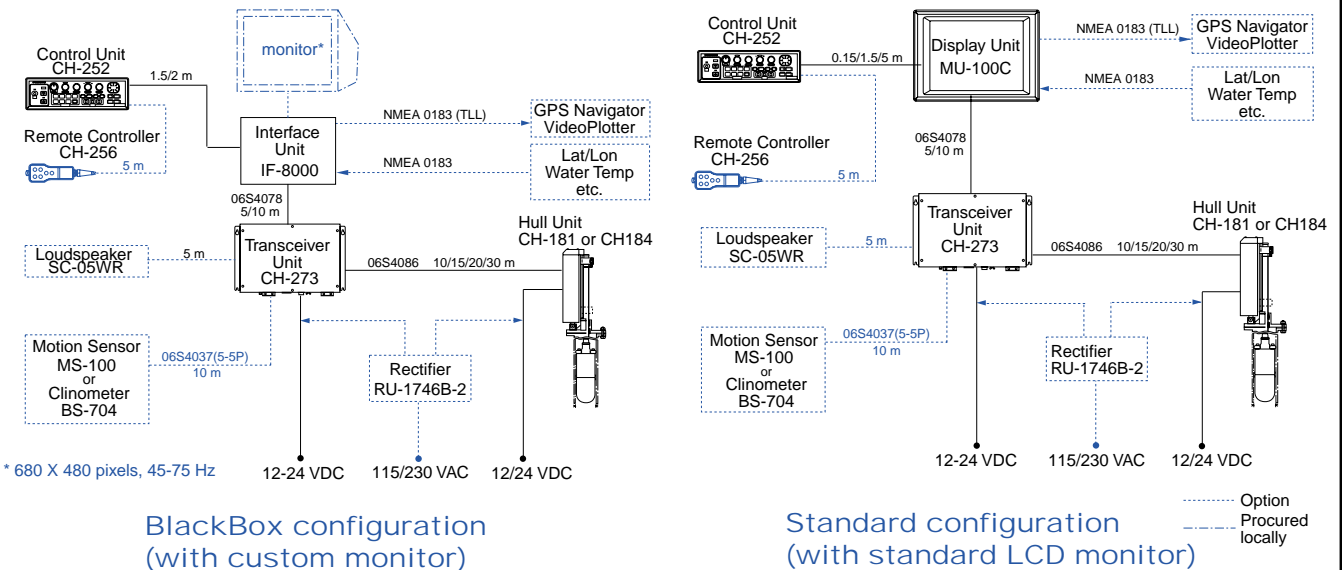 Control Unit
CH-252
1.5/2 m
monitor*
Remote Controller
CH-256
5 m
Interface
Unit
IF-8000
NMEA 0183 (TLL)
GPS Navigator
VideoPlotter
NMEA 0183
Lat/Lon
Water Temp
etc.
06S4078
5/10 m
Loudspeaker
SC-05WR
5 m
Transceiver
Unit
CH-273
06S4086 10/15/20/30 m
Hull Unit
CH-181 or CH184
Motion Sensor
MS-100
or
Clinometer
BS-704
06S4037(5-5P)
10 m
Rectifier
RU-1746B-2
* 680 X 480 pixels, 45-75 Hz
12-24 VDC
115/230 VAC
12/24 VDC
BlackBox configuration
(with custom monitor)
Control Unit
CH-252
0.15/1.5/5 m
Display Unit
MU-100C
NMEA 0183 (TLL)
GPS Navigator
VideoPlotter
NMEA 0183
Lat/Lon
Water Temp
etc.
Remote Controller
CH-256
5 m
06S4078
5/10 m
Loudspeaker
SC-05WR
5 m
Transceiver
Unit
CH-273
06S4086 10/15/20/30 m
Hull Unit
CH-181 or CH184
Motion Sensor
MS-100
or
Clinometer
BS-704
06S4037(5-5P)
10 m
Rectifier
RU-1746B-2
12-24 VDC
115/230 VAC
12/24 VDC
Standard configuration
(with standard LCD monitor)
Option
Procured
locally